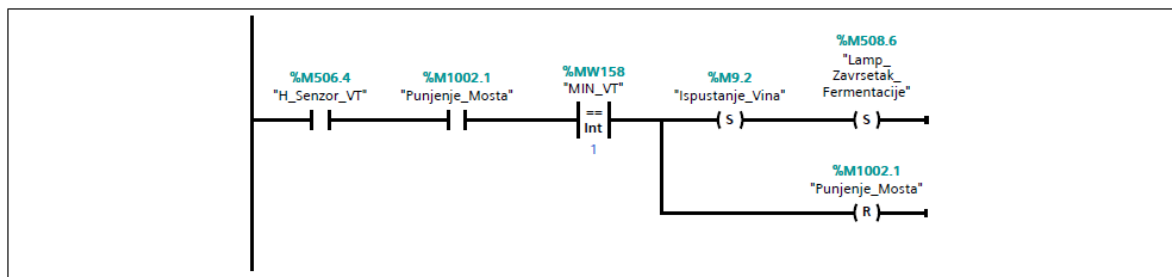 %M508.6
"Lamp_
Zavrsetak_
Fermentacije"
%M506.4
"H_Senzor_VT"
%M1002.1
"Punjenje_Mosta"
%MW158
"MIN_VT"
%M9.2
"Ispustanje_Vina"
==
Int
1
S
S
%M1002.1
"Punjenje_Mosta"
R